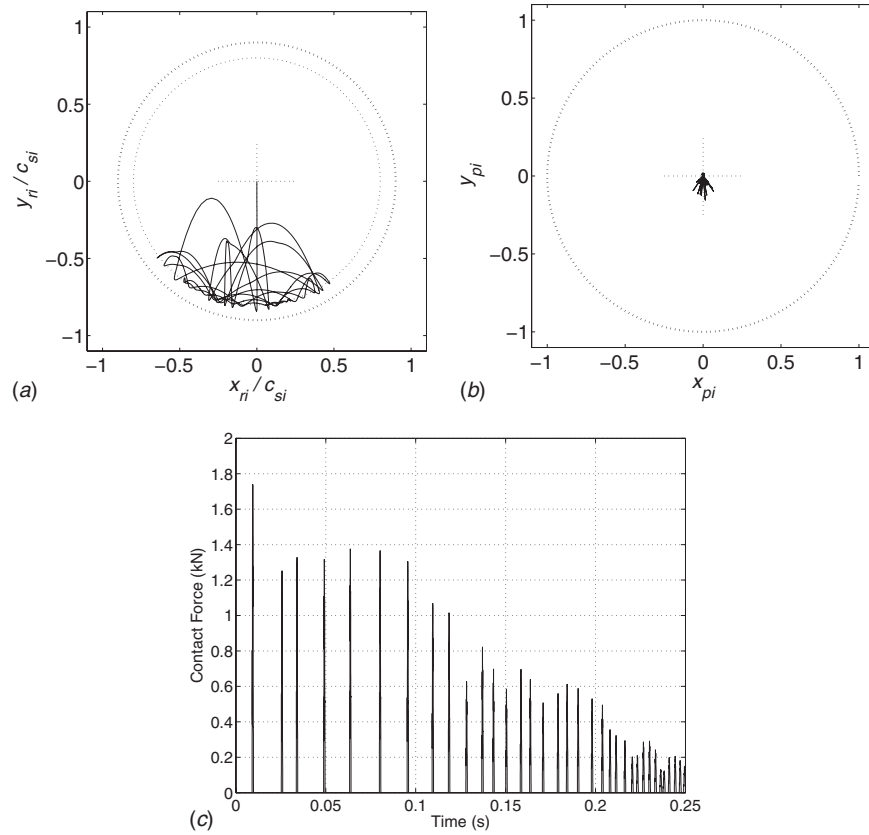 1
0.5
0
−0.5
−1
−1 −0.5 0 0.5 1
y_ri / c_si
x_ri / c_si
(a)
1
0.5
0
−0.5
−1
−1 −0.5 0 0.5 1
y_pi
x_pi
(b)
2
1.8
1.6
1.4
1.2
1
0.8
0.6
0.4
0.2
0
0 0.05 0.1 0.15 0.2 0.25
Contact Force (kN)
Time (s)
(c)